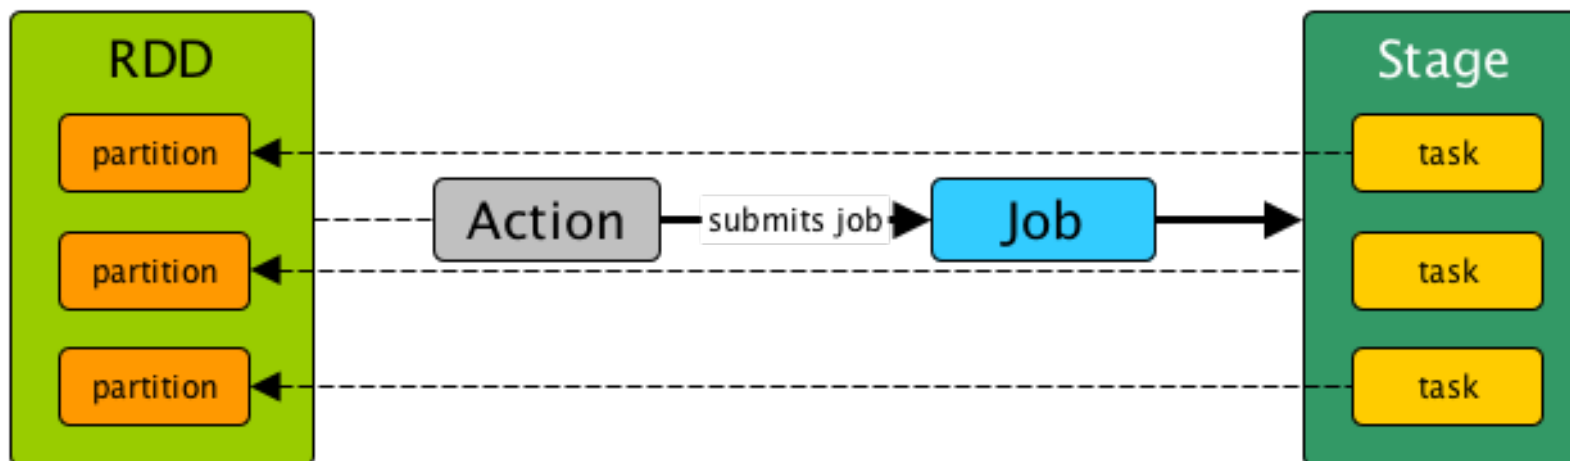 RDD
partition
partition
partition
Action
submits job
Job
Stage
task
task
task